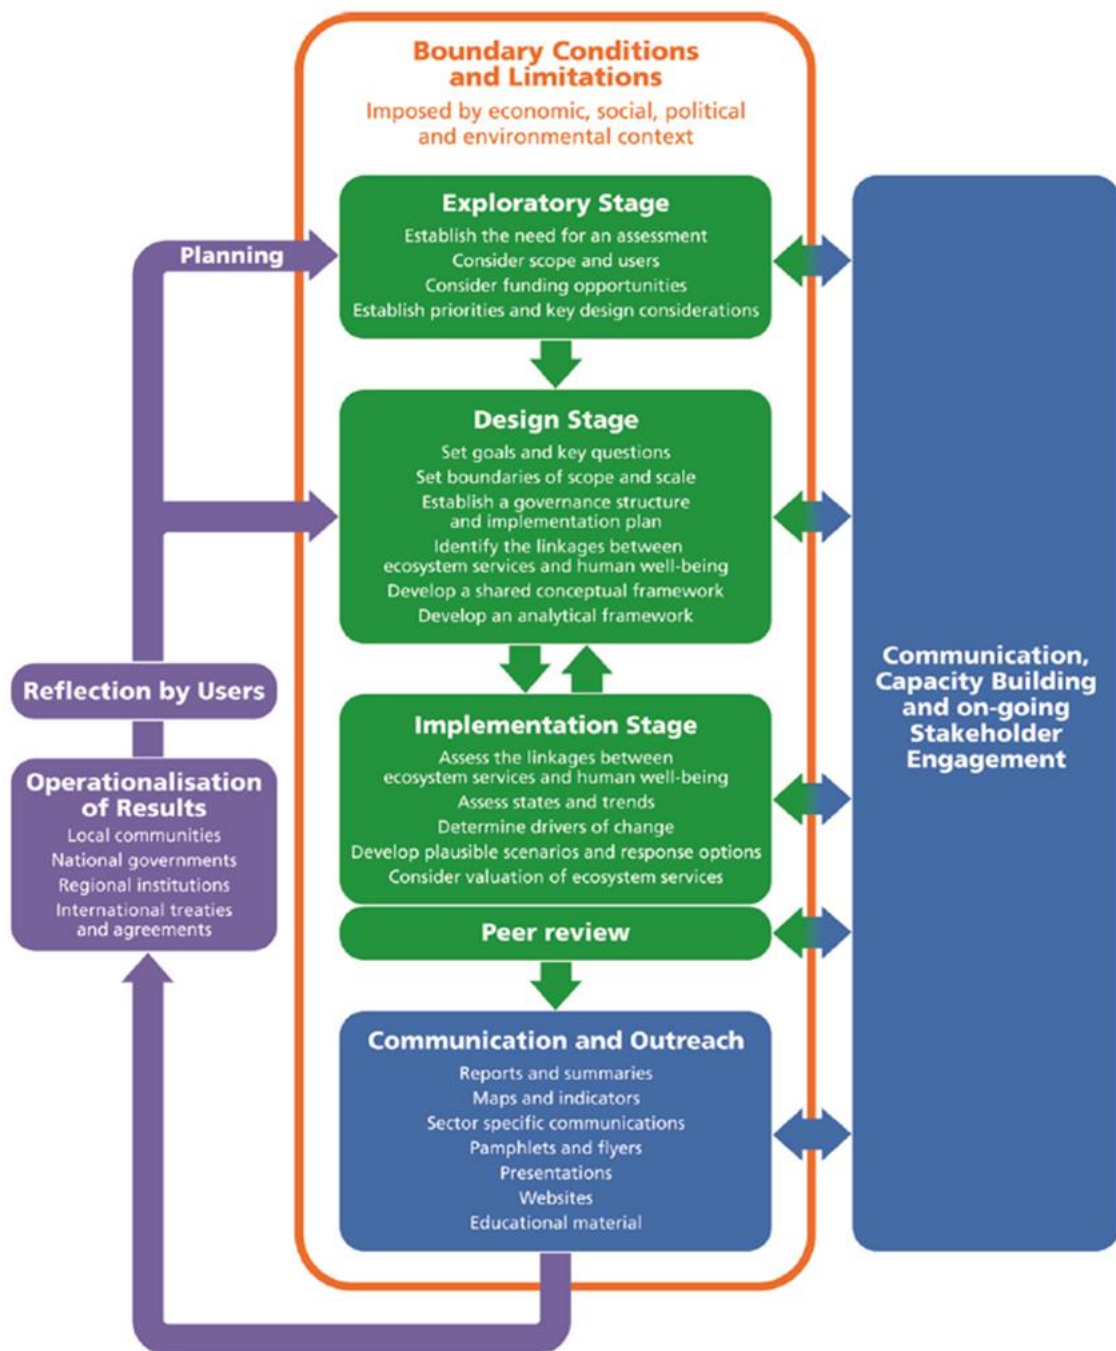 Boundary Conditions
and Limitations
Imposed by economic, social, political
and environmental context
Exploratory Stage
Establish the need for an assessment
Consider scope and users
Consider funding opportunities
Establish priorities and key design considerations
Planning
Design Stage
Set goals and key questions
Set boundaries of scope and scale
Establish a governance structure
and implementation plan
Identify the linkages between
ecosystem services and human well-being
Develop a shared conceptual framework
Develop an analytical framework
Reflection by Users
Operationalisation
of Results
Local communities
National governments
Regional institutions
International treaties
and agreements
Implementation Stage
Assess the linkages between
ecosystem services and human well-being
Assess states and trends
Determine drivers of change
Develop plausible scenarios and response options
Consider valuation of ecosystem services
Peer review
Communication and Outreach
Reports and summaries
Maps and indicators
Sector specific communications
Pamphlets and flyers
Presentations
Websites
Educational material
Communication,
Capacity Building
and on-going
Stakeholder
Engagement